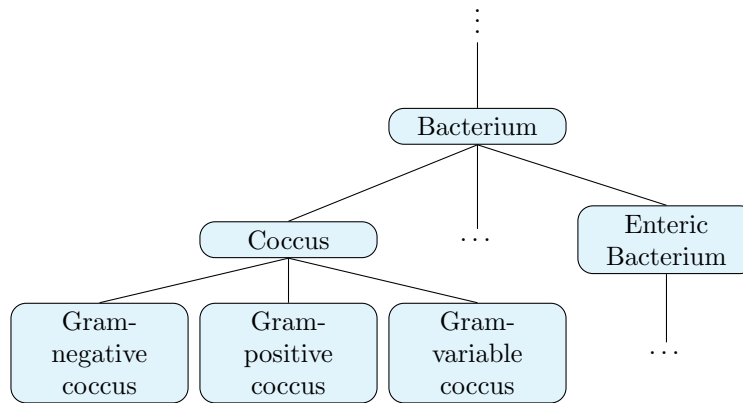 ⋮
Bacterium
Coccus
...
Enteric
Bacterium
Gram-
negative
coccus
Gram-
positive
coccus
Gram-
variable
coccus
...